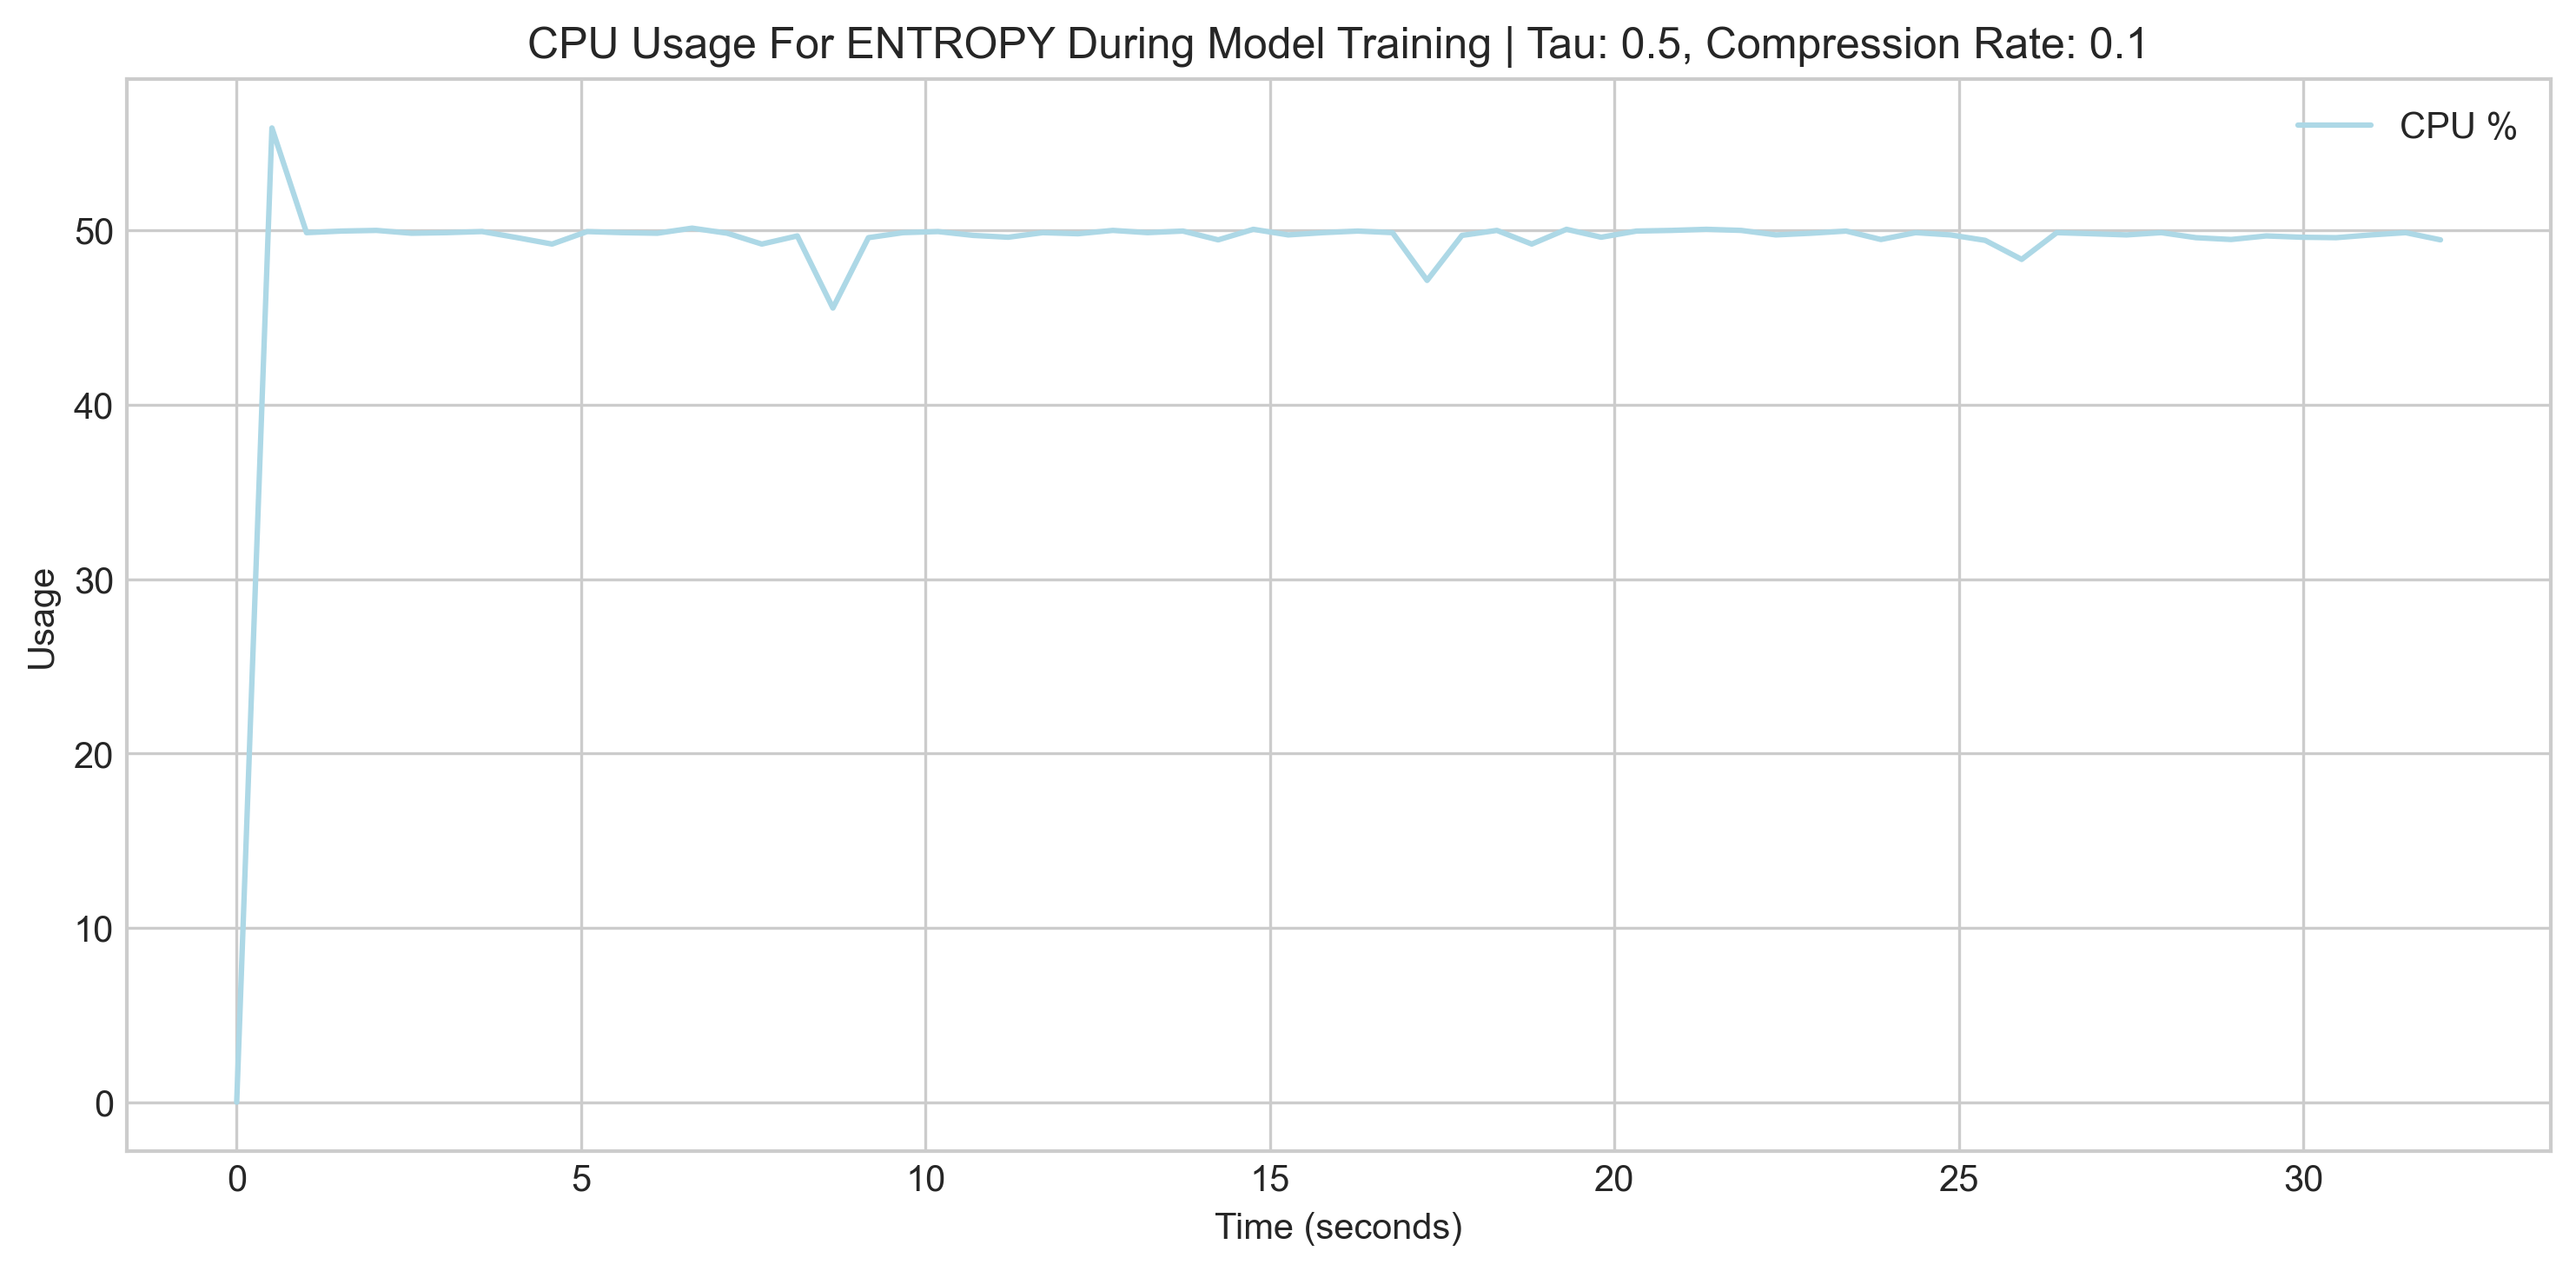 CPU Usage For ENTROPY During Model Training | Tau: 0.5, Compression Rate: 0.1
CPU %
50
40
30
20
10
0
Usage
0 5 10 15 20 25 30
Time (seconds)